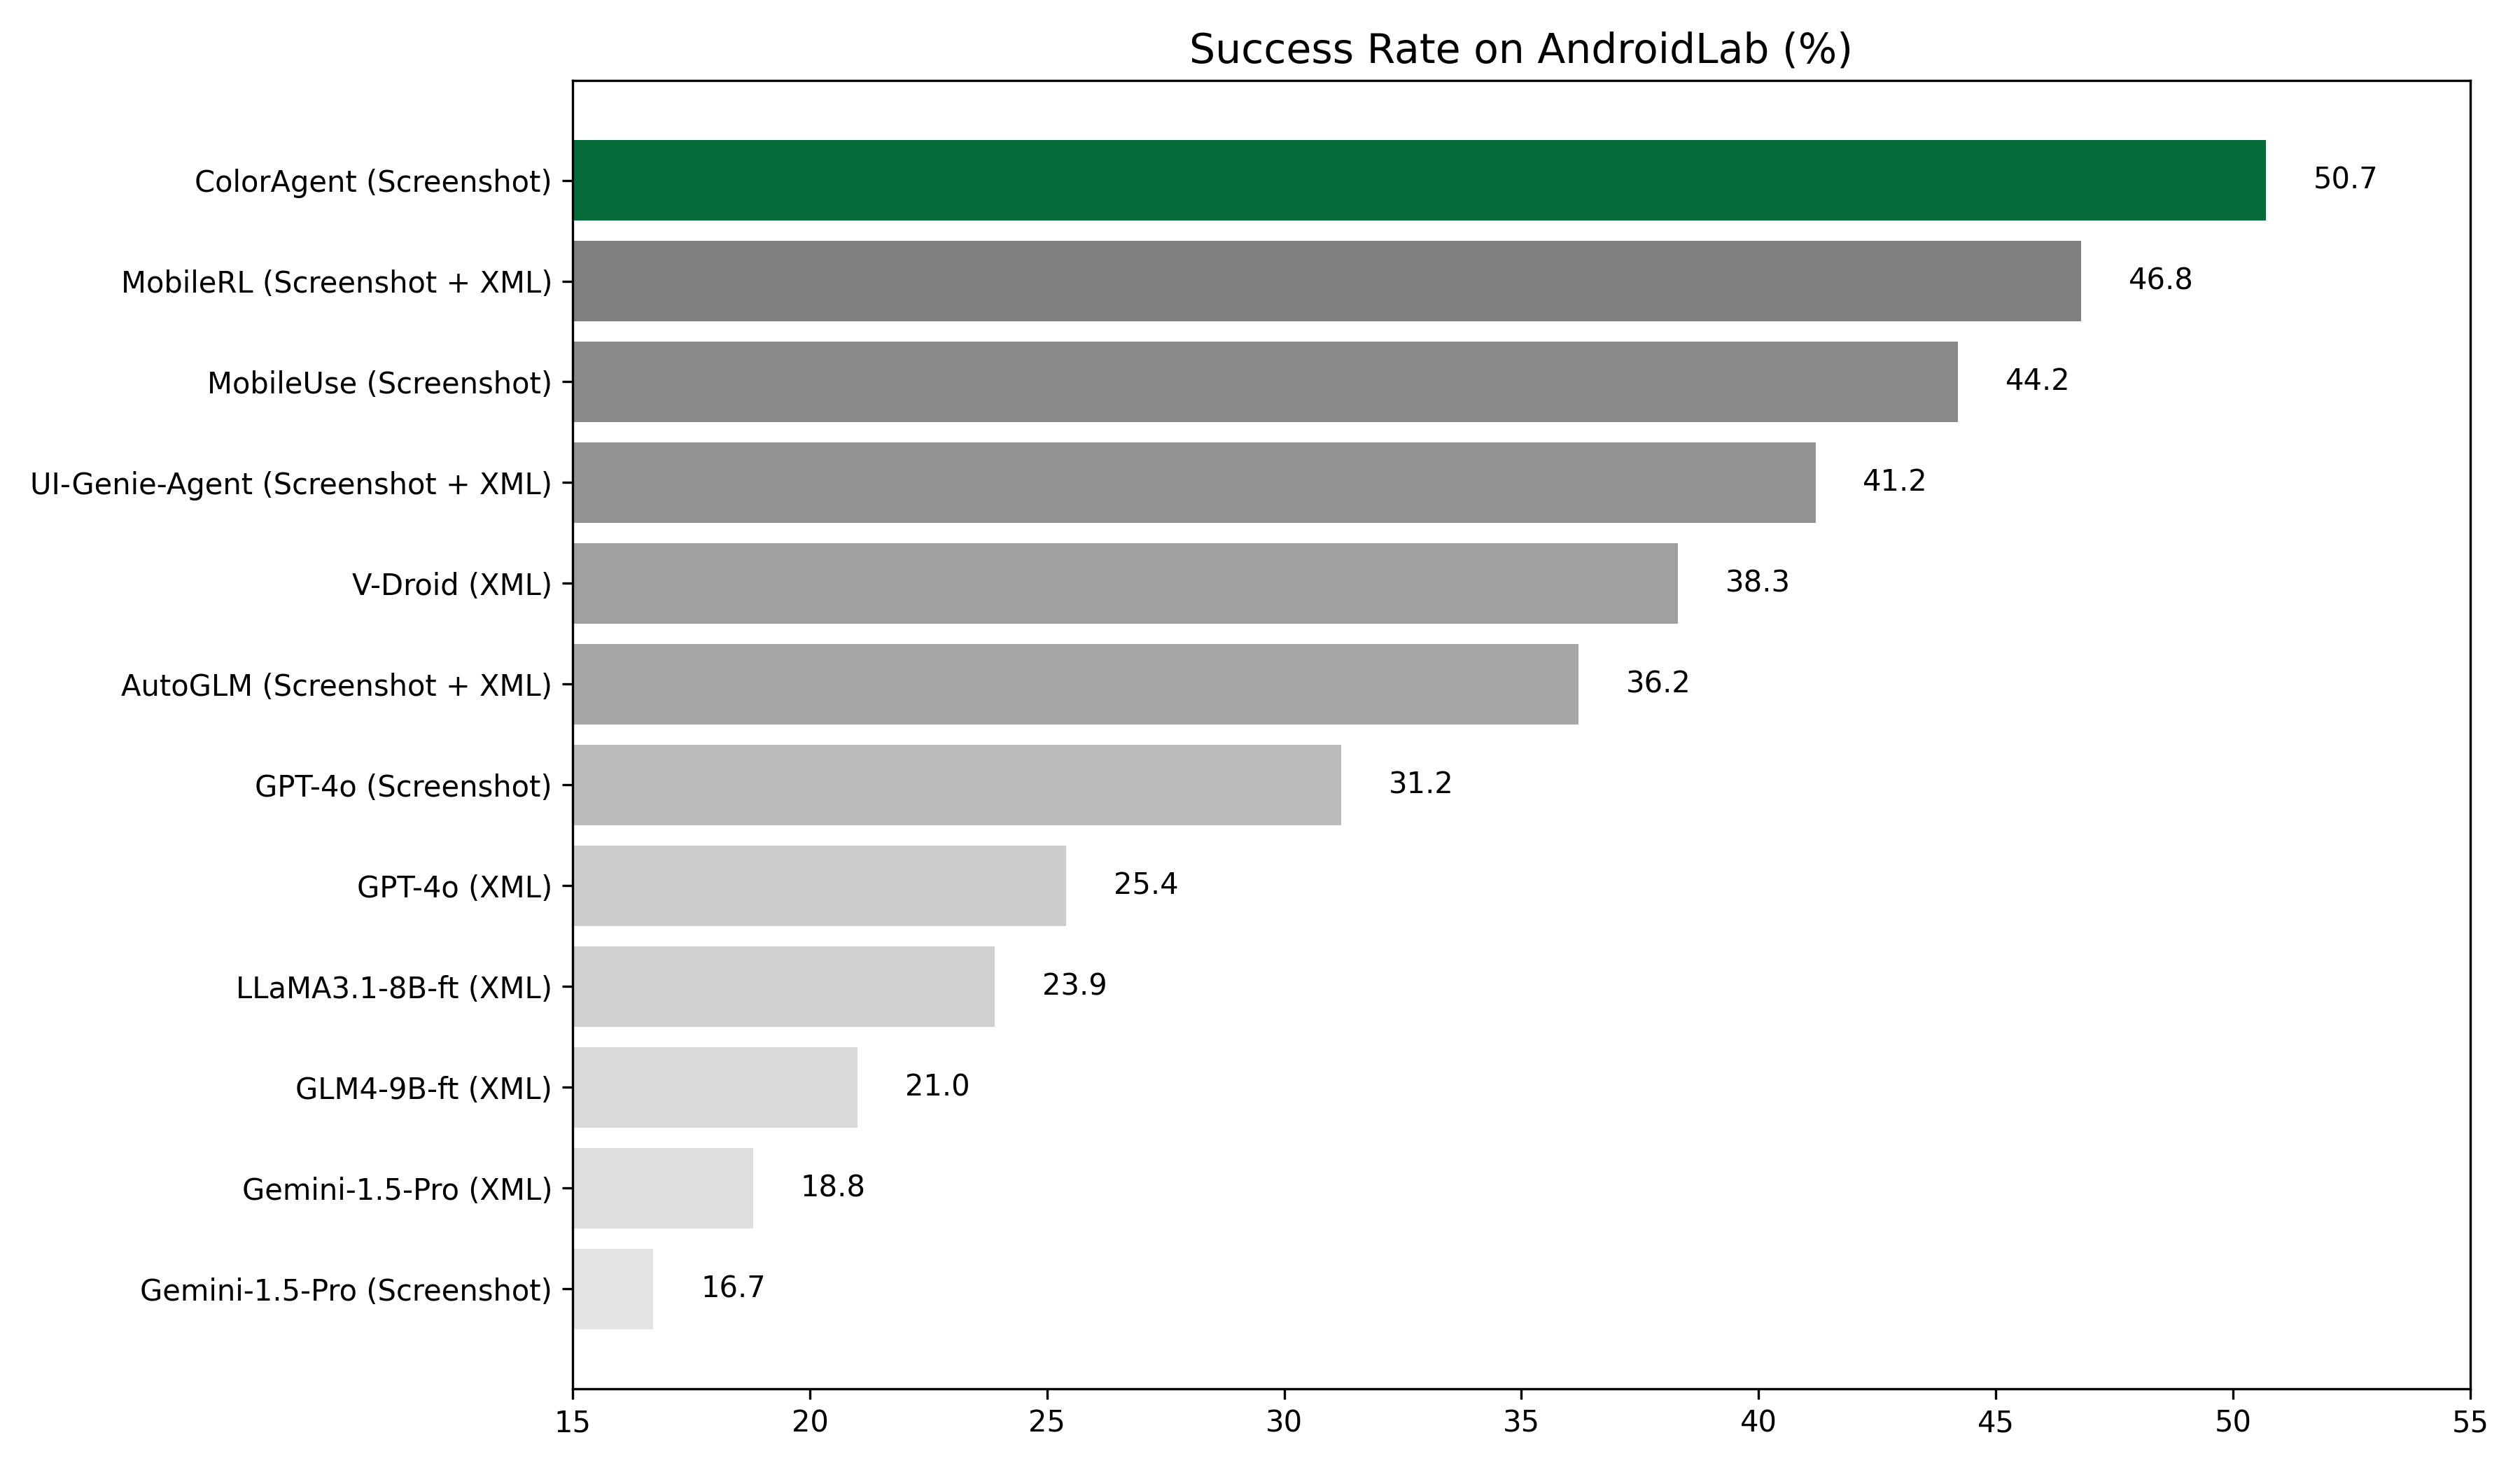 Success Rate on AndroidLab (%)
ColorAgent (Screenshot) 50.7
MobileRL (Screenshot + XML) 46.8
MobileUse (Screenshot) 44.2
UI-Genie-Agent (Screenshot + XML) 41.2
V-Droid (XML) 38.3
AutoGLM (Screenshot + XML) 36.2
GPT-4o (Screenshot) 31.2
GPT-4o (XML) 25.4
LLaMA3.1-8B-ft (XML) 23.9
GLM4-9B-ft (XML) 21.0
Gemini-1.5-Pro (XML) 18.8
Gemini-1.5-Pro (Screenshot) 16.7
15 20 25 30 35 40 45 50 55